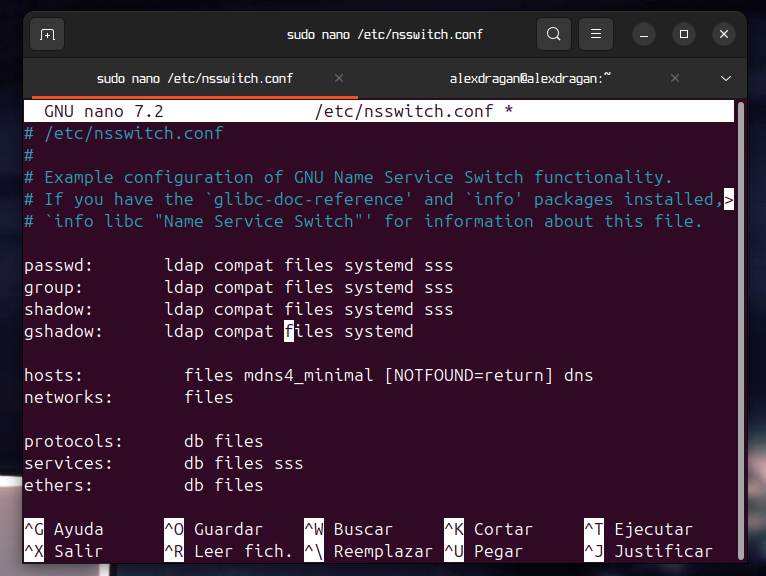 sudo nano /etc/nsswitch.conf
sudo nano /etc/nsswitch.conf × alexdragan@alexdragan:~ ×
GNU nano 7.2 /etc/nsswitch.conf *
# /etc/nsswitch.conf
#
# Example configuration of GNU Name Service Switch functionality.
# If you have the `glibc-doc-reference' and `info' packages installed,>
# `info libc "Name Service Switch"' for information about this file.
passwd: ldap compat files systemd sss
group: ldap compat files systemd sss
shadow: ldap compat files systemd sss
gshadow: ldap compat files systemd
hosts: files mdns4_minimal [NOTFOUND=return] dns
networks: files
protocols: db files
services: db files sss
ethers: db files
^G Ayuda ^O Guardar ^W Buscar ^K Cortar ^T Ejecutar
^X Salir ^R Leer fich. ^\ Reemplazar ^U Pegar ^J Justificar